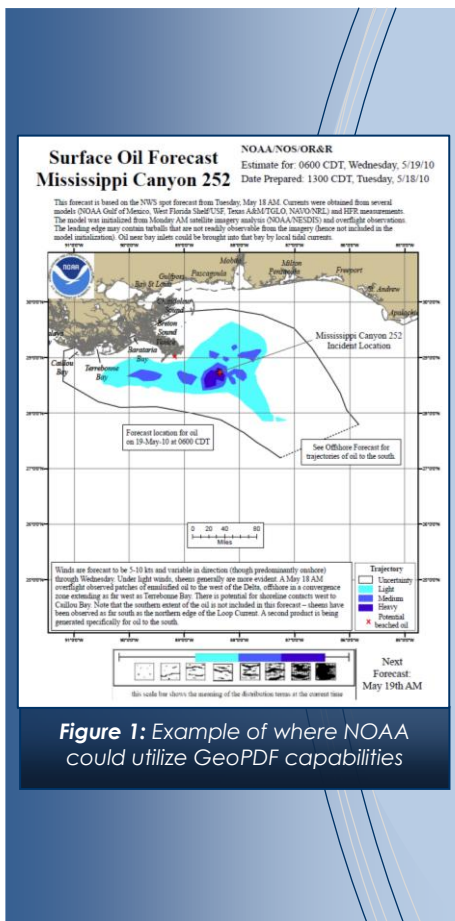 Surface Oil Forecast
Mississippi Canyon 252
NOAA/NOS/OR&R
Estimate for: 0600 CDT, Wednesday, 5/19/10
Date Prepared: 1300 CDT, Tuesday, 5/18/10
This forecast is based on the NWS spot forecast from Tuesday, May 18 AM. Currents were obtained from several
models (NOAA Gulf of Mexico, West Florida Shelf/USF, Texas A&M/TGLO, NAVO/NRL) and HFR measurements.
The model was initialized from Monday AM satellite imagery analysis (NOAA/NESDIS) and overflight observations.
The leading edge may contain tarballs that are not readily observable from the imagery (hence not included in the
model initialization). Oil near bay inlets could be brought into that bay by local tidal currents.
NOAA
Mobile
Pascagoula
Gulfport
Bay St Louis
Milton
Pensacola
Freeport
St Andrew
Chandeleur
Sound
Breton
Sound
Venice
Barataria
Bay
Terrebonne
Bay
Caillou
Bay
Mississippi Canyon 252
Incident Location
Forecast location for oil
on 19-May-10 at 0600 CDT
See Offshore Forecast for
trajectories of oil to the south.
0 20 40 80
Miles
Winds are forecast to be 5-10 kts and variable in direction (though predominantly onshore)
through Wednesday. Under light winds, sheens generally are more evident. A May 18 AM
overflight observed patches of emulsified oil to the west of the Delta, offshore in a convergence
zone extending as far west as Terrebonne Bay. There is potential for shoreline contacts west to
Caillou Bay. Note that the southern extent of the oil is not included in this forecast – sheens have
been observed as far south as the northern edge of the Loop Current. A second product is being
generated specifically for oil to the south.
Trajectory
Uncertainty
Light
Medium
Heavy
x Potential
beached oil
this scale bar shows the meaning of the distribution terms at the current time
Next
Forecast:
May 19th AM
Figure 1: Example of where NOAA
could utilize GeoPDF capabilities